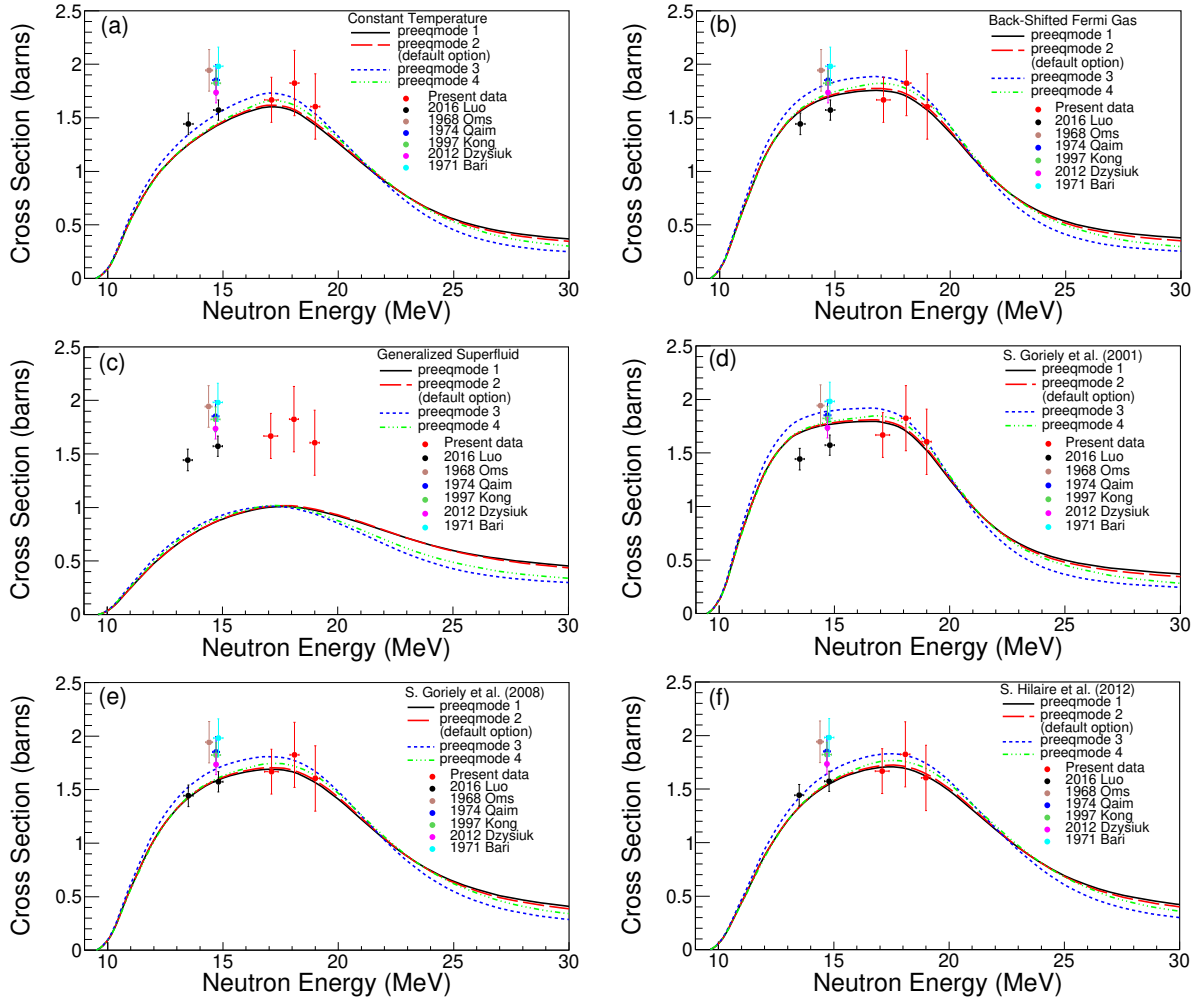 (a)
Constant Temperature
preeqmode 1
preeqmode 2
(default option)
preeqmode 3
preeqmode 4
Present data
2016 Luo
1968 Oms
1974 Qaim
1997 Kong
2012 Dzysiuk
1971 Bari
Cross Section (barns)
2.5
2
1.5
1
0.5
0
10 15 20 25 30
Neutron Energy (MeV)
(b)
Back-Shifted Fermi Gas
preeqmode 1
preeqmode 2
(default option)
preeqmode 3
preeqmode 4
Present data
2016 Luo
1968 Oms
1974 Qaim
1997 Kong
2012 Dzysiuk
1971 Bari
Cross Section (barns)
2.5
2
1.5
1
0.5
0
10 15 20 25 30
Neutron Energy (MeV)
(c)
Generalized Superfluid
preeqmode 1
preeqmode 2
(default option)
preeqmode 3
preeqmode 4
Present data
2016 Luo
1968 Oms
1974 Qaim
1997 Kong
2012 Dzysiuk
1971 Bari
Cross Section (barns)
2.5
2
1.5
1
0.5
0
10 15 20 25 30
Neutron Energy (MeV)
(d)
S. Goriely et al. (2001)
preeqmode 1
preeqmode 2
(default option)
preeqmode 3
preeqmode 4
Present data
2016 Luo
1968 Oms
1974 Qaim
1997 Kong
2012 Dzysiuk
1971 Bari
Cross Section (barns)
2.5
2
1.5
1
0.5
0
10 15 20 25 30
Neutron Energy (MeV)
(e)
S. Goriely et al. (2008)
preeqmode 1
preeqmode 2
(default option)
preeqmode 3
preeqmode 4
Present data
2016 Luo
1968 Oms
1974 Qaim
1997 Kong
2012 Dzysiuk
1971 Bari
Cross Section (barns)
2.5
2
1.5
1
0.5
0
10 15 20 25 30
Neutron Energy (MeV)
(f)
S. Hilaire et al. (2012)
preeqmode 1
preeqmode 2
(default option)
preeqmode 3
preeqmode 4
Present data
2016 Luo
1968 Oms
1974 Qaim
1997 Kong
2012 Dzysiuk
1971 Bari
Cross Section (barns)
2.5
2
1.5
1
0.5
0
10 15 20 25 30
Neutron Energy (MeV)